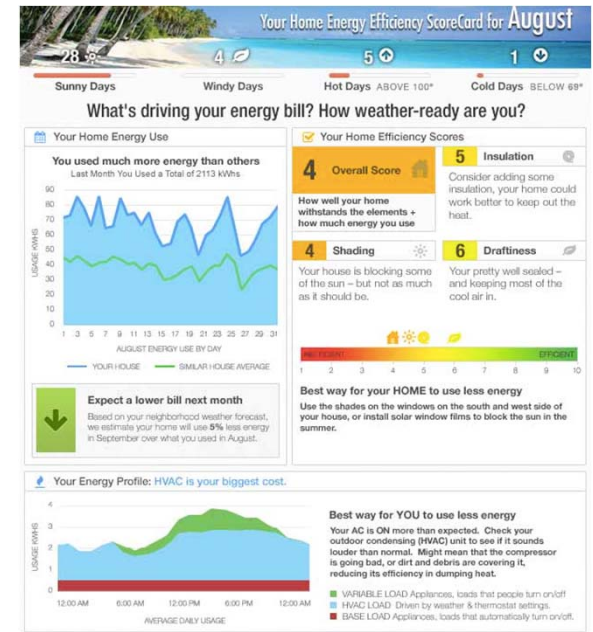 Your Home Energy Efficiency ScoreCard for August
28 4 5 1
Sunny Days Windy Days Hot Days ABOVE 100° Cold Days BELOW 69°
What's driving your energy bill? How weather-ready are you?
Your Home Energy Use
You used much more energy than others
Last Month You Used a Total of 2113 kWhs
90
80
70
60
50
40
30
20
10
0
USAGE KWHS
1 3 5 7 9 11 13 15 17 19 21 23 25 27 29 31
AUGUST ENERGY USE BY DAY
YOUR HOUSE SIMILAR HOUSE AVERAGE
Expect a lower bill next month
Based on your neighborhood weather forecast,
we estimate your home will use 5% less energy
in September over what you used in August.
Your Home Efficiency Scores
4 Overall Score
How well your home
withstands the elements +
how much energy you use
5 Insulation
Consider adding some
insulation, your home could
work better to keep out the
heat.
4 Shading
Your house is blocking some
of the sun – but not as much
as it should be.
6 Draftiness
Your pretty well sealed –
and keeping most of the
cool air in.
INEFFICIENT EFFICIENT
1 2 3 4 5 6 7 8 9 10
Best way for your HOME to use less energy
Use the shades on the windows on the south and west side of
your house, or install solar window films to block the sun in the
summer.
Your Energy Profile: HVAC is your biggest cost.
4
3
2
1
0
USAGE KWHS
12:00 AM 6:00 AM 12:00 PM 6:00 PM 12:00 AM
AVERAGE DAILY USAGE
Best way for YOU to use less energy
Your AC is ON more than expected. Check your
outdoor condensing (HVAC) unit to see if it sounds
louder than normal. Might mean that the compressor
is going bad, or dirt and debris are covering it,
reducing its efficiency in dumping heat.
VARIABLE LOAD Appliances, loads that people turn on/off
HVAC LOAD Driven by weather & thermostat settings.
BASE LOAD Appliances, loads that automatically turn on/off.